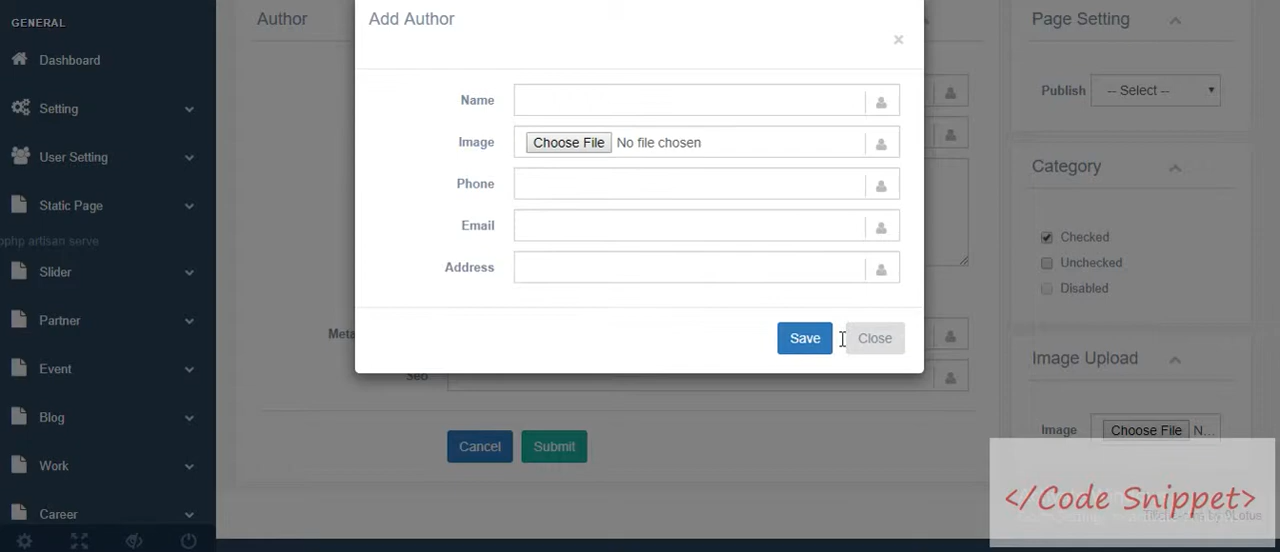 GENERAL
Dashboard
Setting
User Setting
Static Page
php artisan serve
Slider
Partner
Event
Blog
Work
Career
Author
Add Author
×
Name
Image
Choose File No file chosen
Phone
Email
Address
Save
Close
Meta
Seo
Cancel
Submit
Page Setting
Publish
-- Select --
Category
Checked
Unchecked
Disabled
Image Upload
Image
Choose File N...
</Code Snippet>